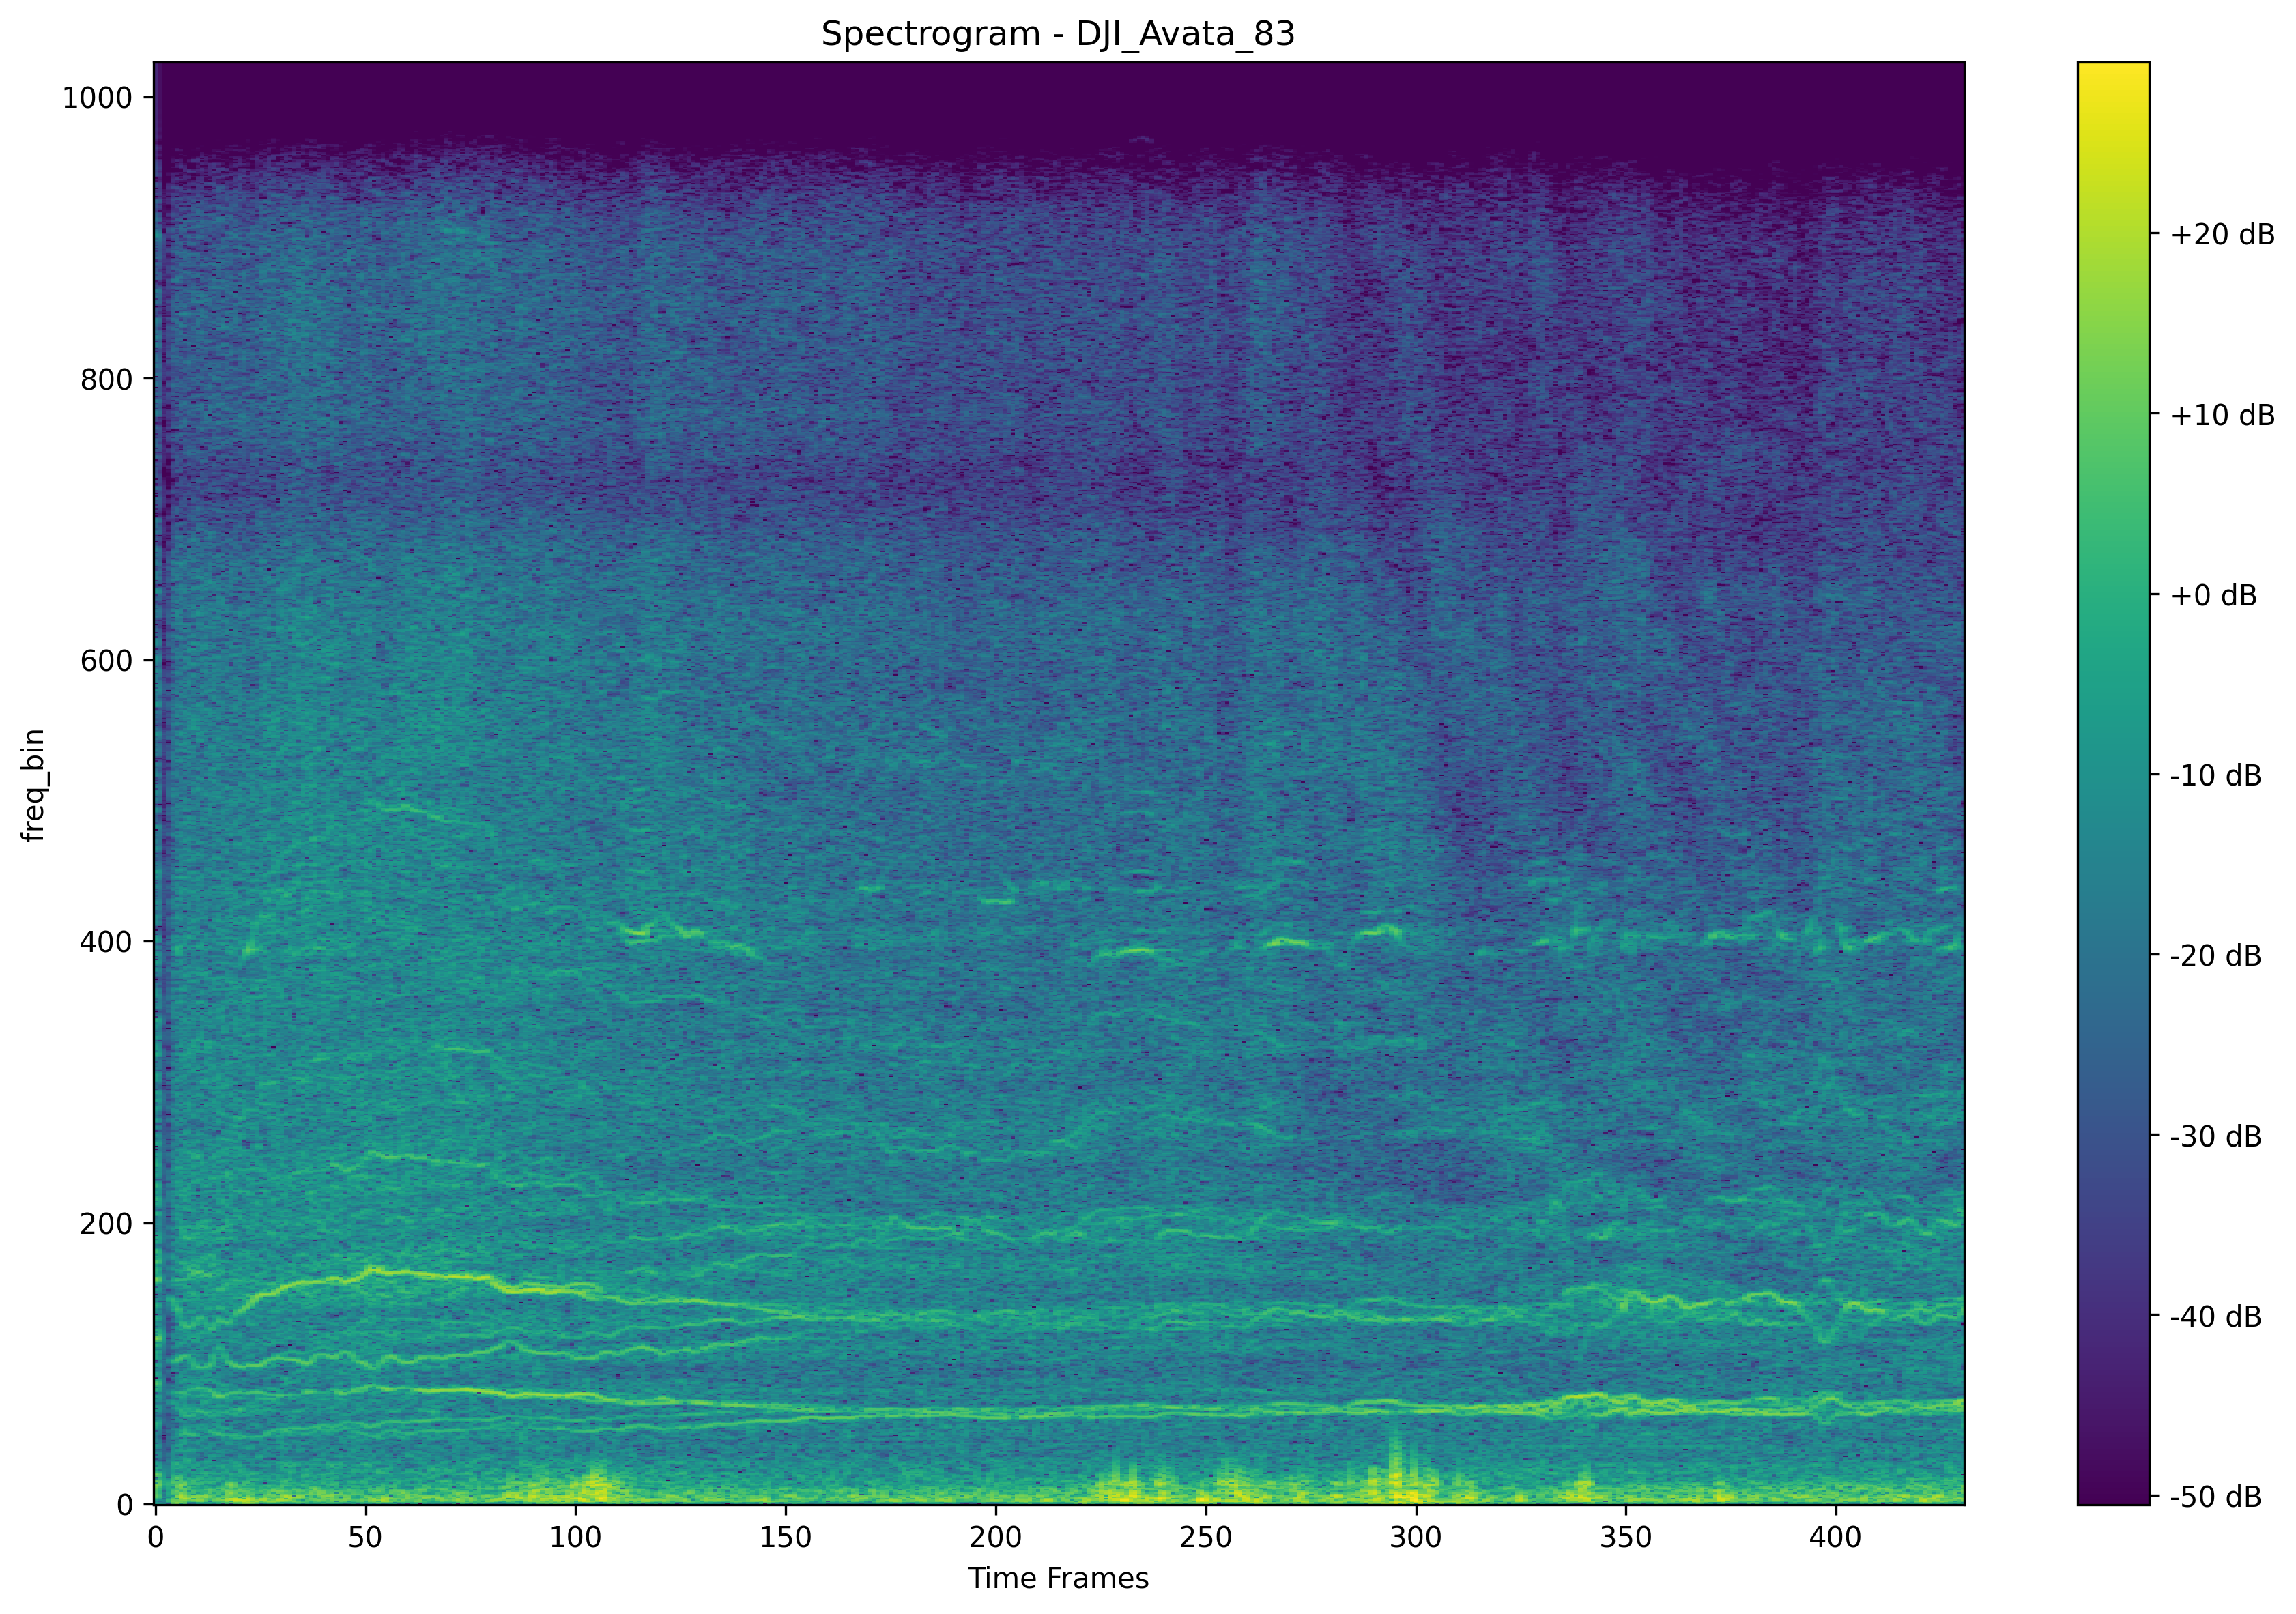 Spectrogram - DJI_Avata_83
1000
800
600
400
200
0
freq_bin
0 50 100 150 200 250 300 350 400
Time Frames
+20 dB
+10 dB
+0 dB
-10 dB
-20 dB
-30 dB
-40 dB
-50 dB